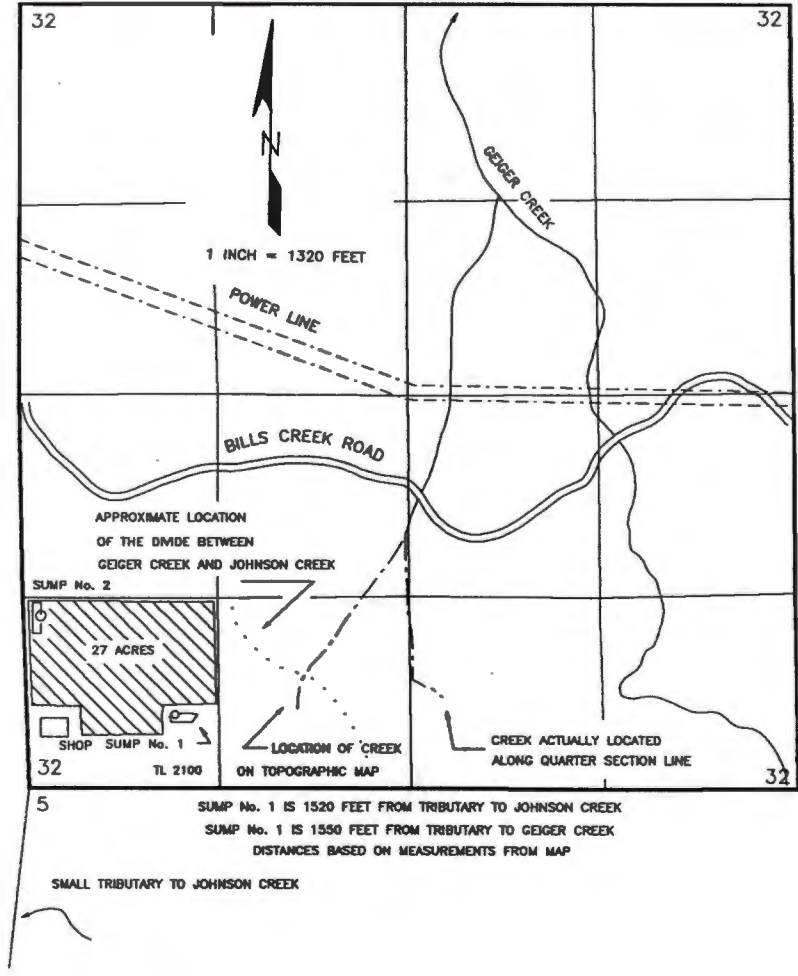 32
32
N
GEIGER CREEK
1 INCH = 1320 FEET
POWER LINE
BILLS CREEK ROAD
APPROXIMATE LOCATION
OF THE DIVIDE BETWEEN
GEIGER CREEK AND JOHNSON CREEK
SUMP No. 2
27 ACRES
SHOP
SUMP No. 1
LOCATION OF CREEK
ON TOPOGRAPHIC MAP
CREEK ACTUALLY LOCATED
ALONG QUARTER SECTION LINE
32
TL 2100
32
5
SUMP No. 1 IS 1520 FEET FROM TRIBUTARY TO JOHNSON CREEK
SUMP No. 1 IS 1550 FEET FROM TRIBUTARY TO GEIGER CREEK
DISTANCES BASED ON MEASUREMENTS FROM MAP
SMALL TRIBUTARY TO JOHNSON CREEK